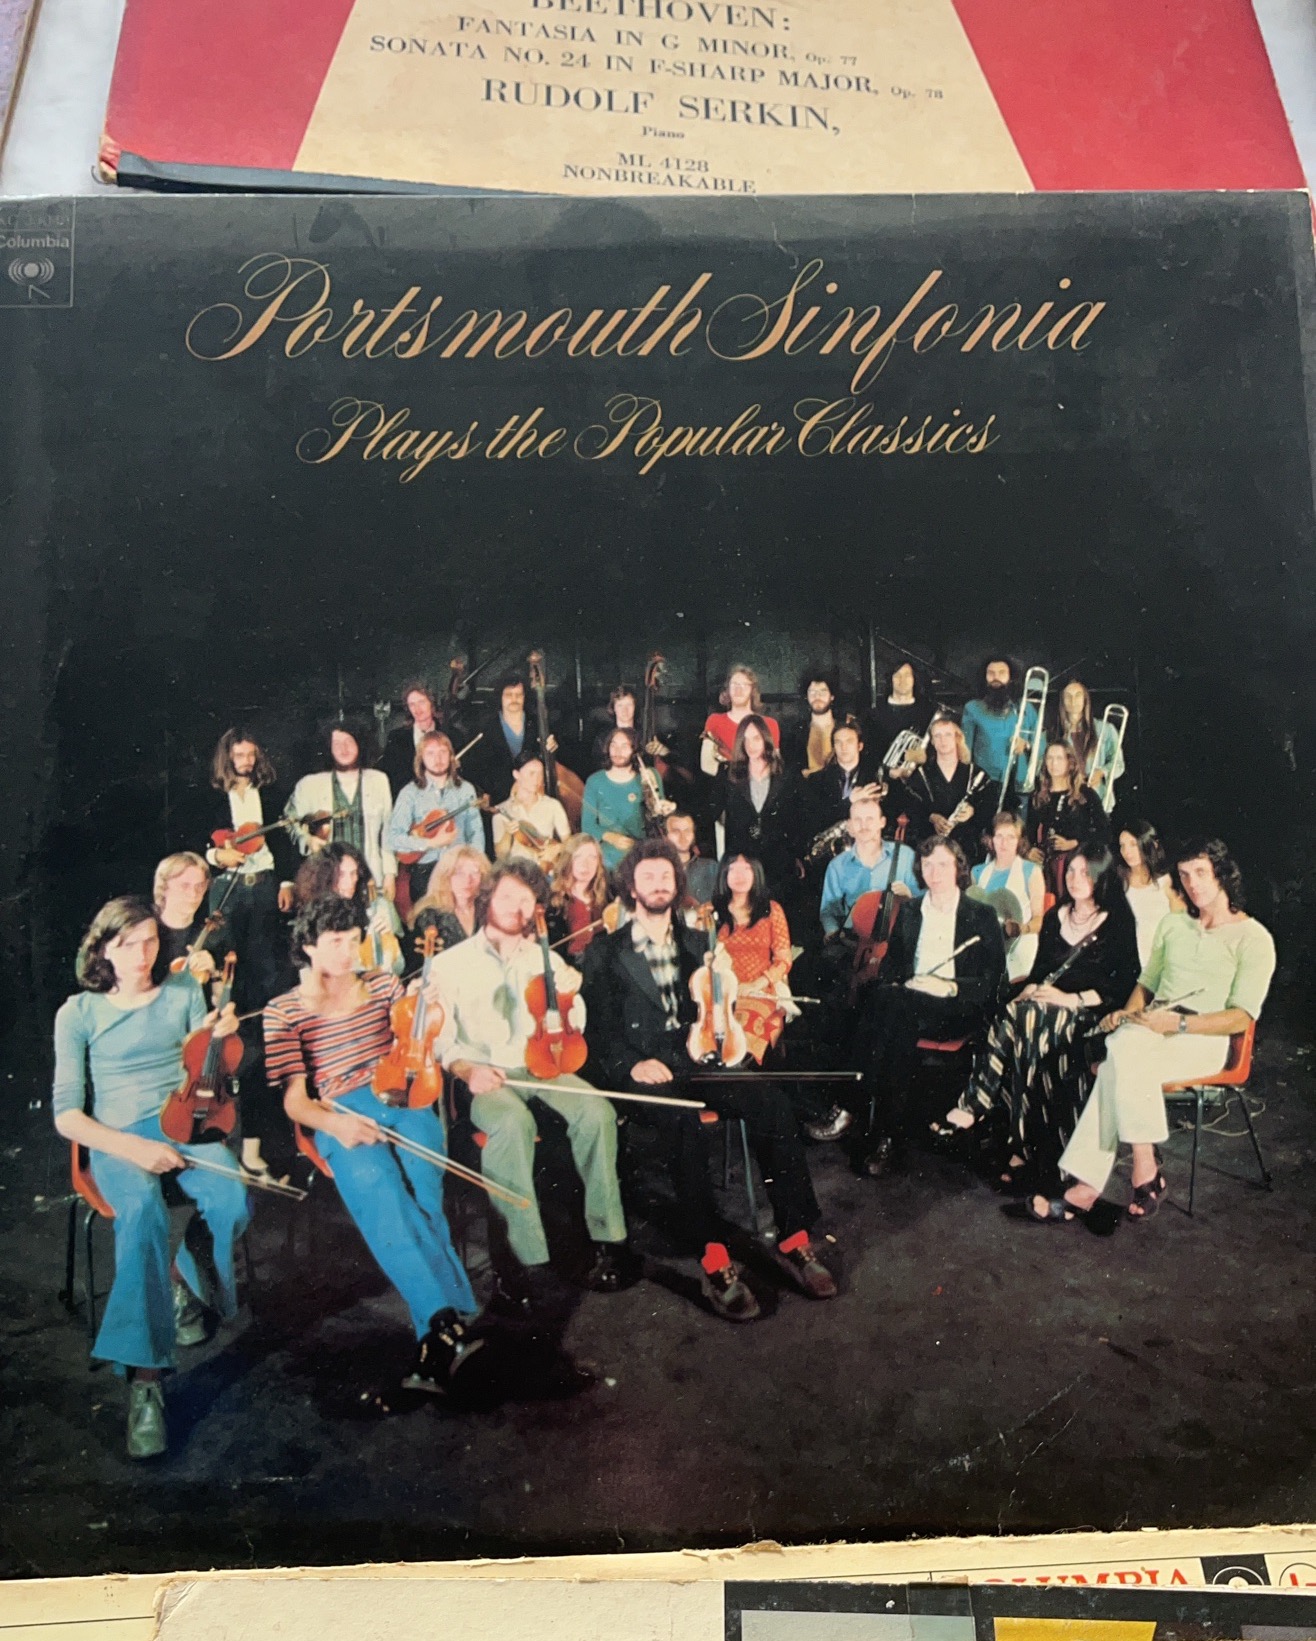 BEETHOVEN:
FANTASIA IN G MINOR, Op. 77
SONATA NO. 24 IN F-SHARP MAJOR, Op. 78
RUDOLF SERKIN,
Piano
ML 4128
NONBREAKABLE
Columbia
Portsmouth Sinfonia
Plays the Popular Classics
COLUMBIA